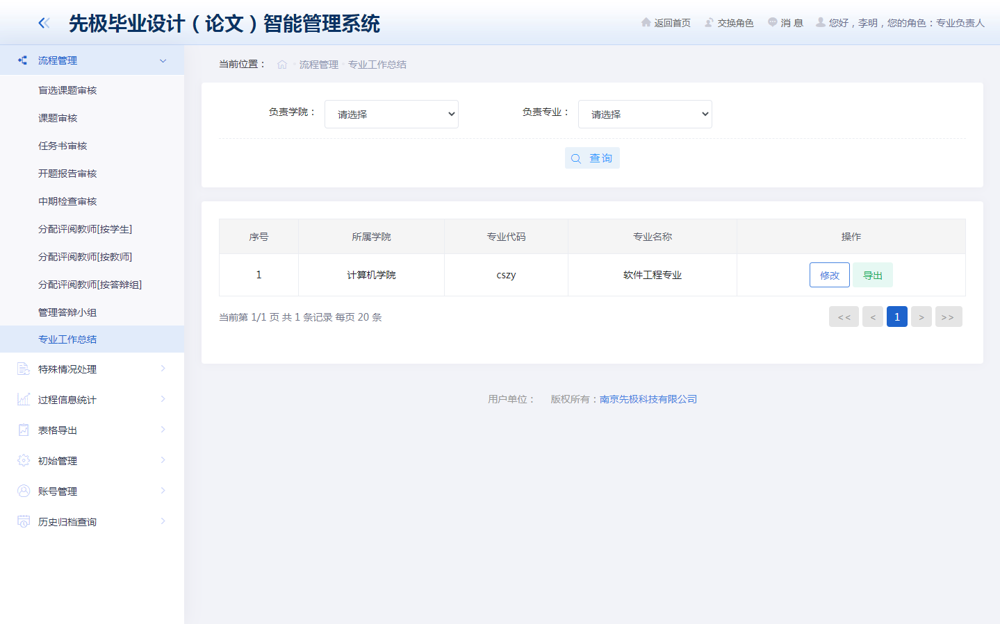 先极毕业设计（论文）智能管理系统
返回首页 交换角色 消 息 您好，李明，您的角色：专业负责人
流程管理
盲选课题审核
课题审核
任务书审核
开题报告审核
中期检查审核
分配评阅教师[按学生]
分配评阅教师[按教师]
分配评阅教师[按答辩组]
管理答辩小组
专业工作总结
特殊情况处理
过程信息统计
表格导出
初始管理
账号管理
历史归档查询
当前位置： 流程管理 专业工作总结
负责学院： 请选择 负责专业： 请选择
查询
序号 所属学院 专业代码 专业名称 操作
1 计算机学院 cszy 软件工程专业 修改 导出
当前第 1/1 页 共 1 条记录 每页 20 条 << < 1 > >>
用户单位： 版权所有：南京先极科技有限公司